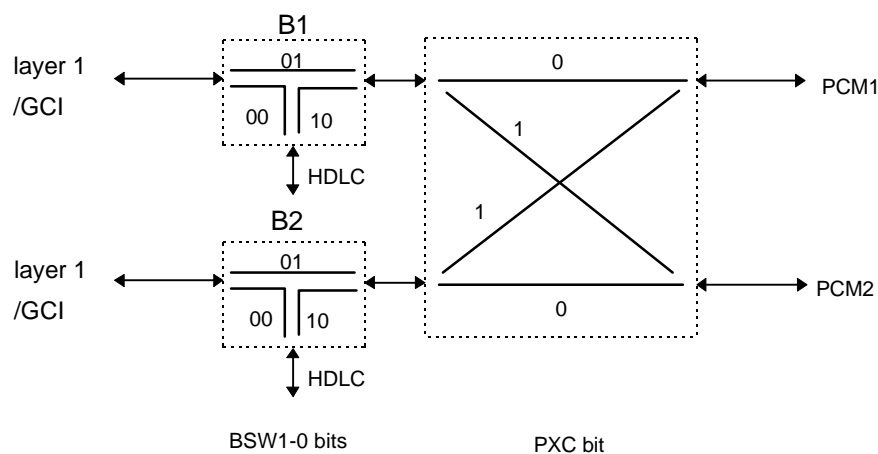 B1
layer 1
/GCI
01
00
10
HDLC
0
PCM1
1
1
B2
layer 1
/GCI
01
00
10
HDLC
0
PCM2
BSW1-0 bits
PXC bit